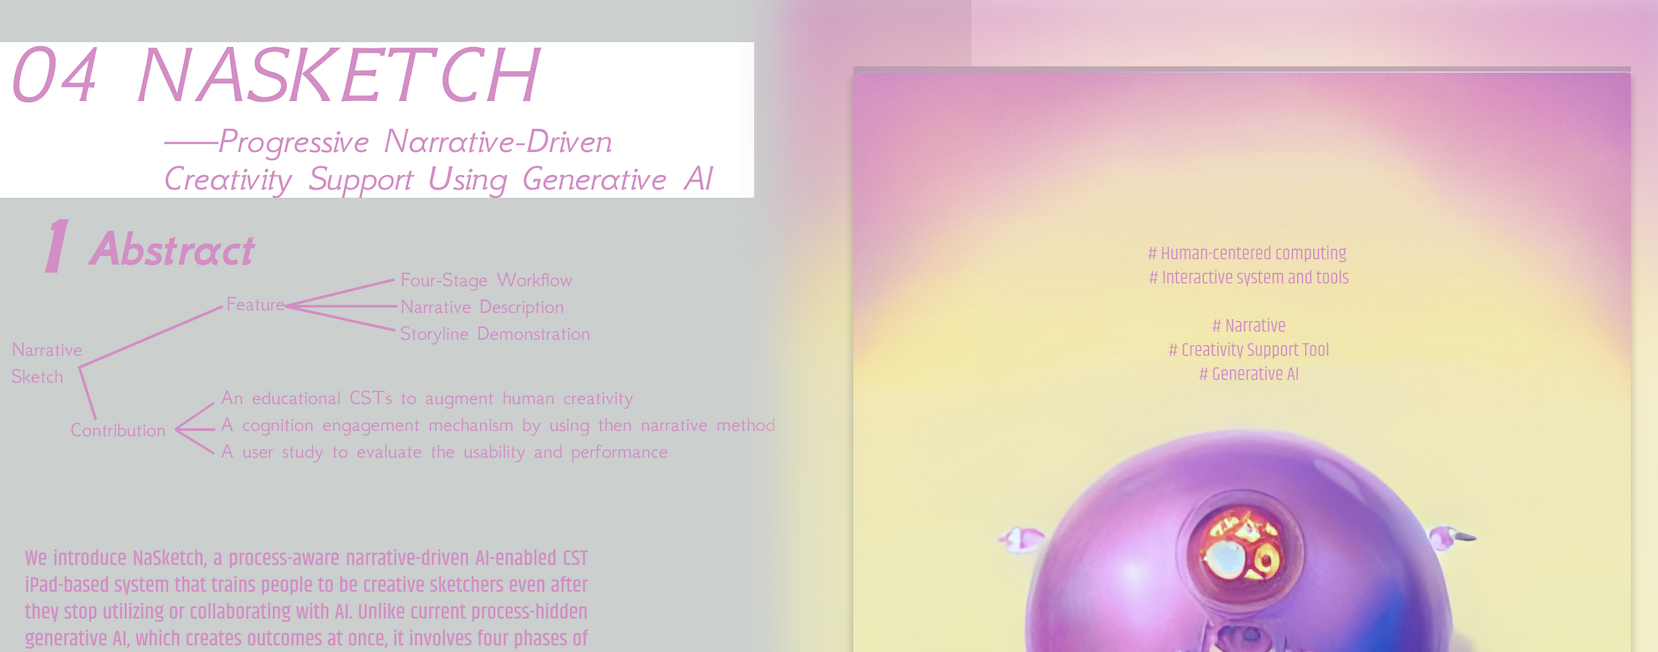 04 NASKETCH
——Progressive Narrative-Driven
Creativity Support Using Generative AI
1 Abstract
Four-Stage Workflow
Feature
Narrative Description
Storyline Demonstration
Narrative
Sketch
An educational CSTs to augment human creativity
Contribution
A cognition engagement mechanism by using then narrative method
A user study to evaluate the usability and performance
We introduce NaSketch, a process-aware narrative-driven AI-enabled CST
iPad-based system that trains people to be creative sketchers even after
they stop utilizing or collaborating with AI. Unlike current process-hidden
generative AI, which creates outcomes at once, it involves four phases of
# Human-centered computing
# Interactive system and tools
# Narrative
# Creativity Support Tool
# Generative AI